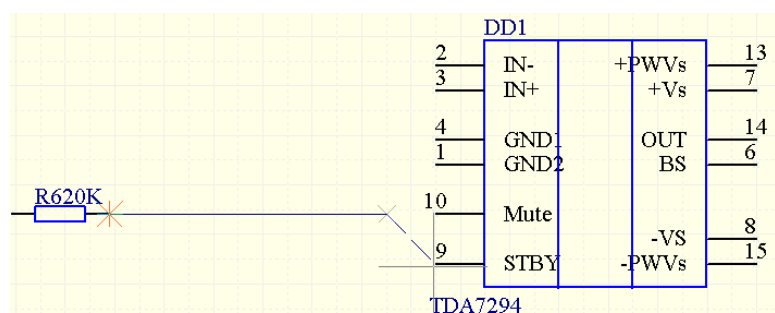 DD1
2 IN- +PWVs 13
3 IN+ +Vs 7
4 GND1 OUT 14
1 GND2 BS 6
R620K
10 Mute
-VS 8
9 STBY -PWVs 15
TDA7294